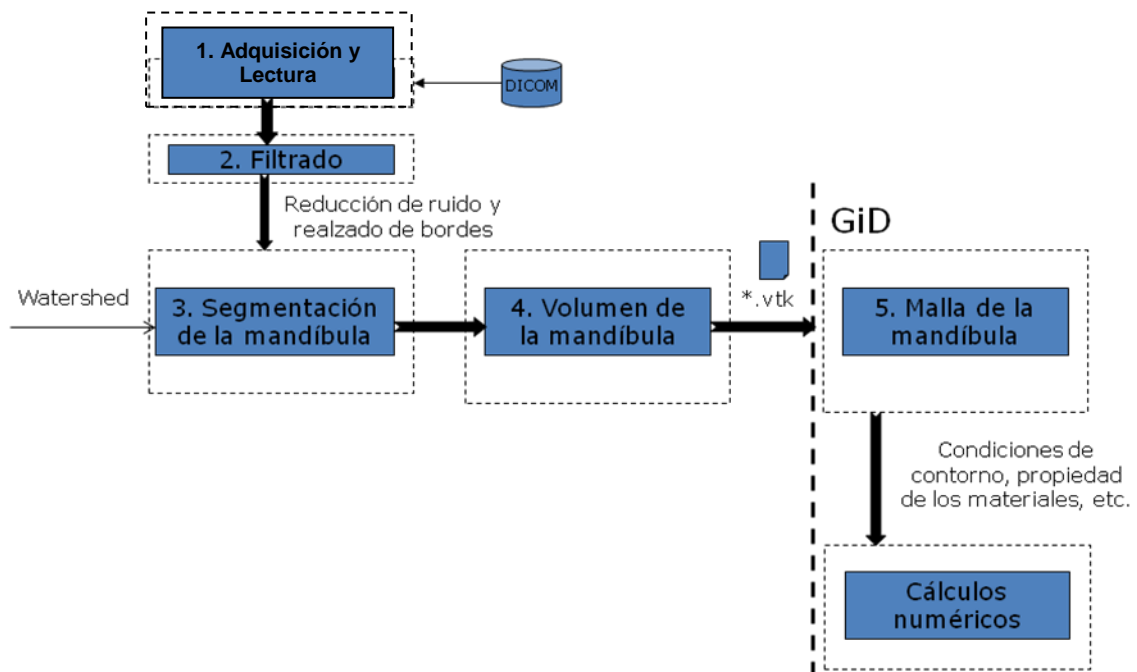 1. Adquisición y
Lectura
DICOM
2. Filtrado
Reducción de ruido y
realzado de bordes
GiD
Watershed
3. Segmentación
de la mandíbula
4. Volumen de
la mandíbula
*.vtk
5. Malla de la
mandíbula
Condiciones de
contorno, propiedad
de los materiales, etc.
Cálculos
numéricos